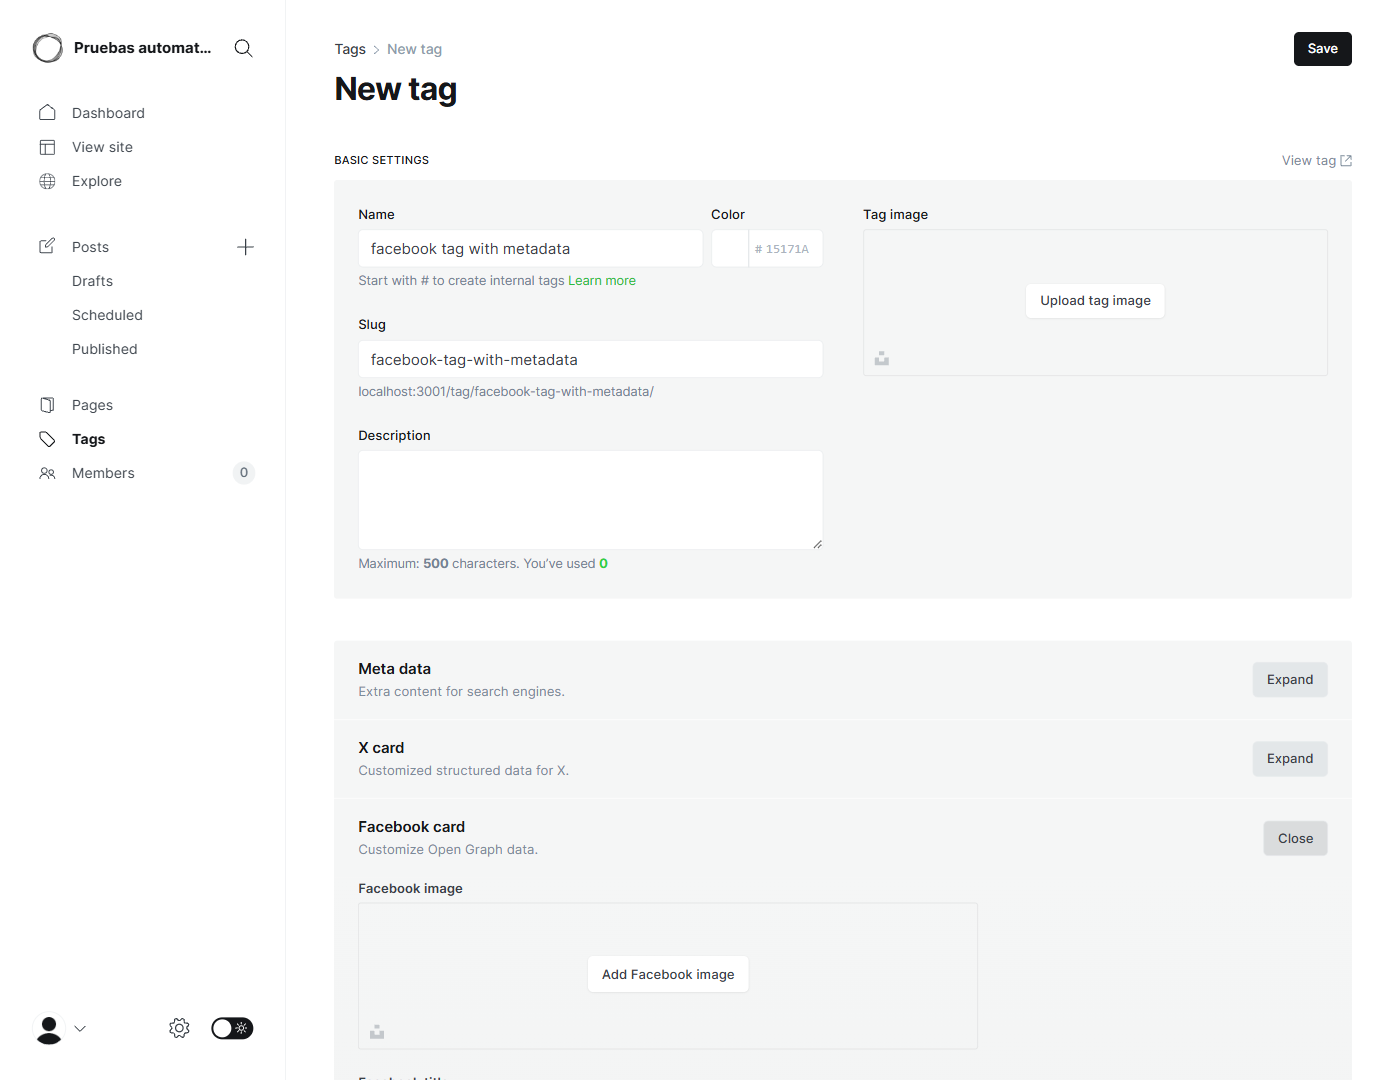 Pruebas automat...
Dashboard
View site
Explore
Posts
Drafts
Scheduled
Published
Pages
Tags
Members
0
Tags > New tag
Save
New tag
BASIC SETTINGS
View tag
Name
Color
facebook tag with metadata
# 15171A
Start with # to create internal tags Learn more
Slug
facebook-tag-with-metadata
localhost:3001/tag/facebook-tag-with-metadata/
Description
Maximum: 500 characters. You’ve used 0
Tag image
Upload tag image
Meta data
Extra content for search engines.
Expand
X card
Customized structured data for X.
Expand
Facebook card
Customize Open Graph data.
Close
Facebook image
Add Facebook image
Facebook title